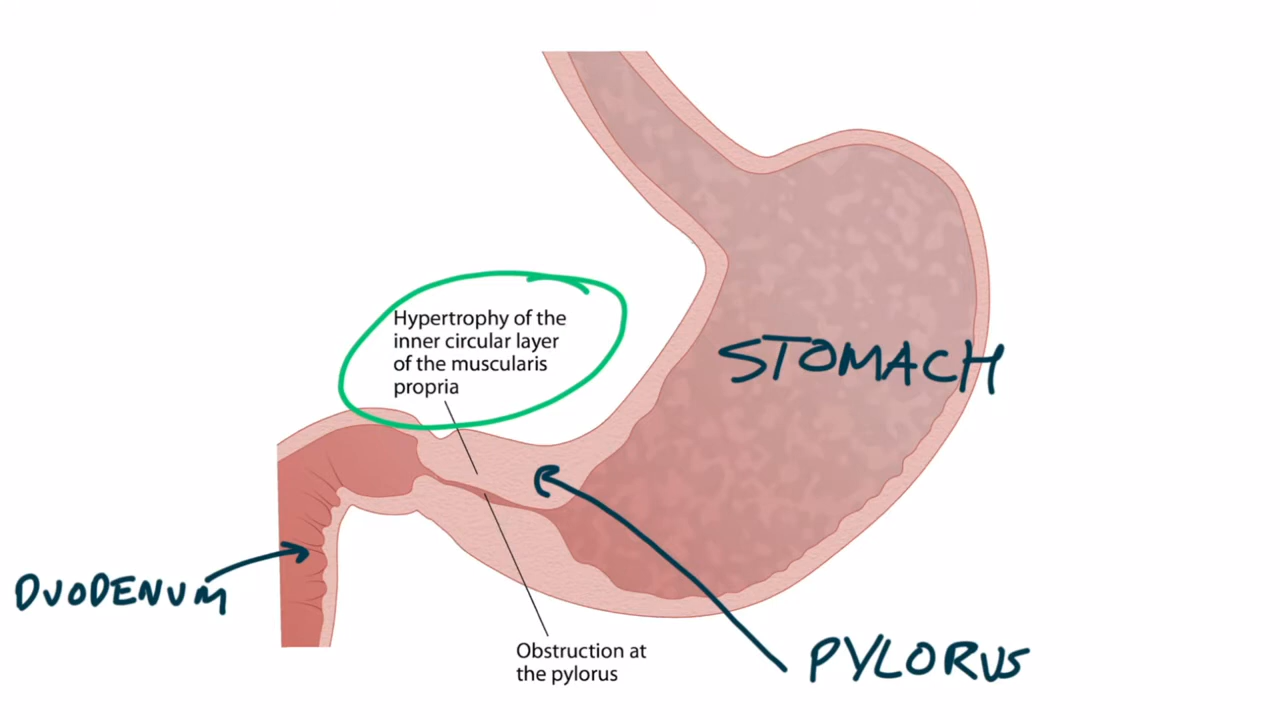 Hypertrophy of the
inner circular layer
of the muscularis
propria
STOMACH
DUODENUM
Obstruction at
the pylorus
PYLORUS